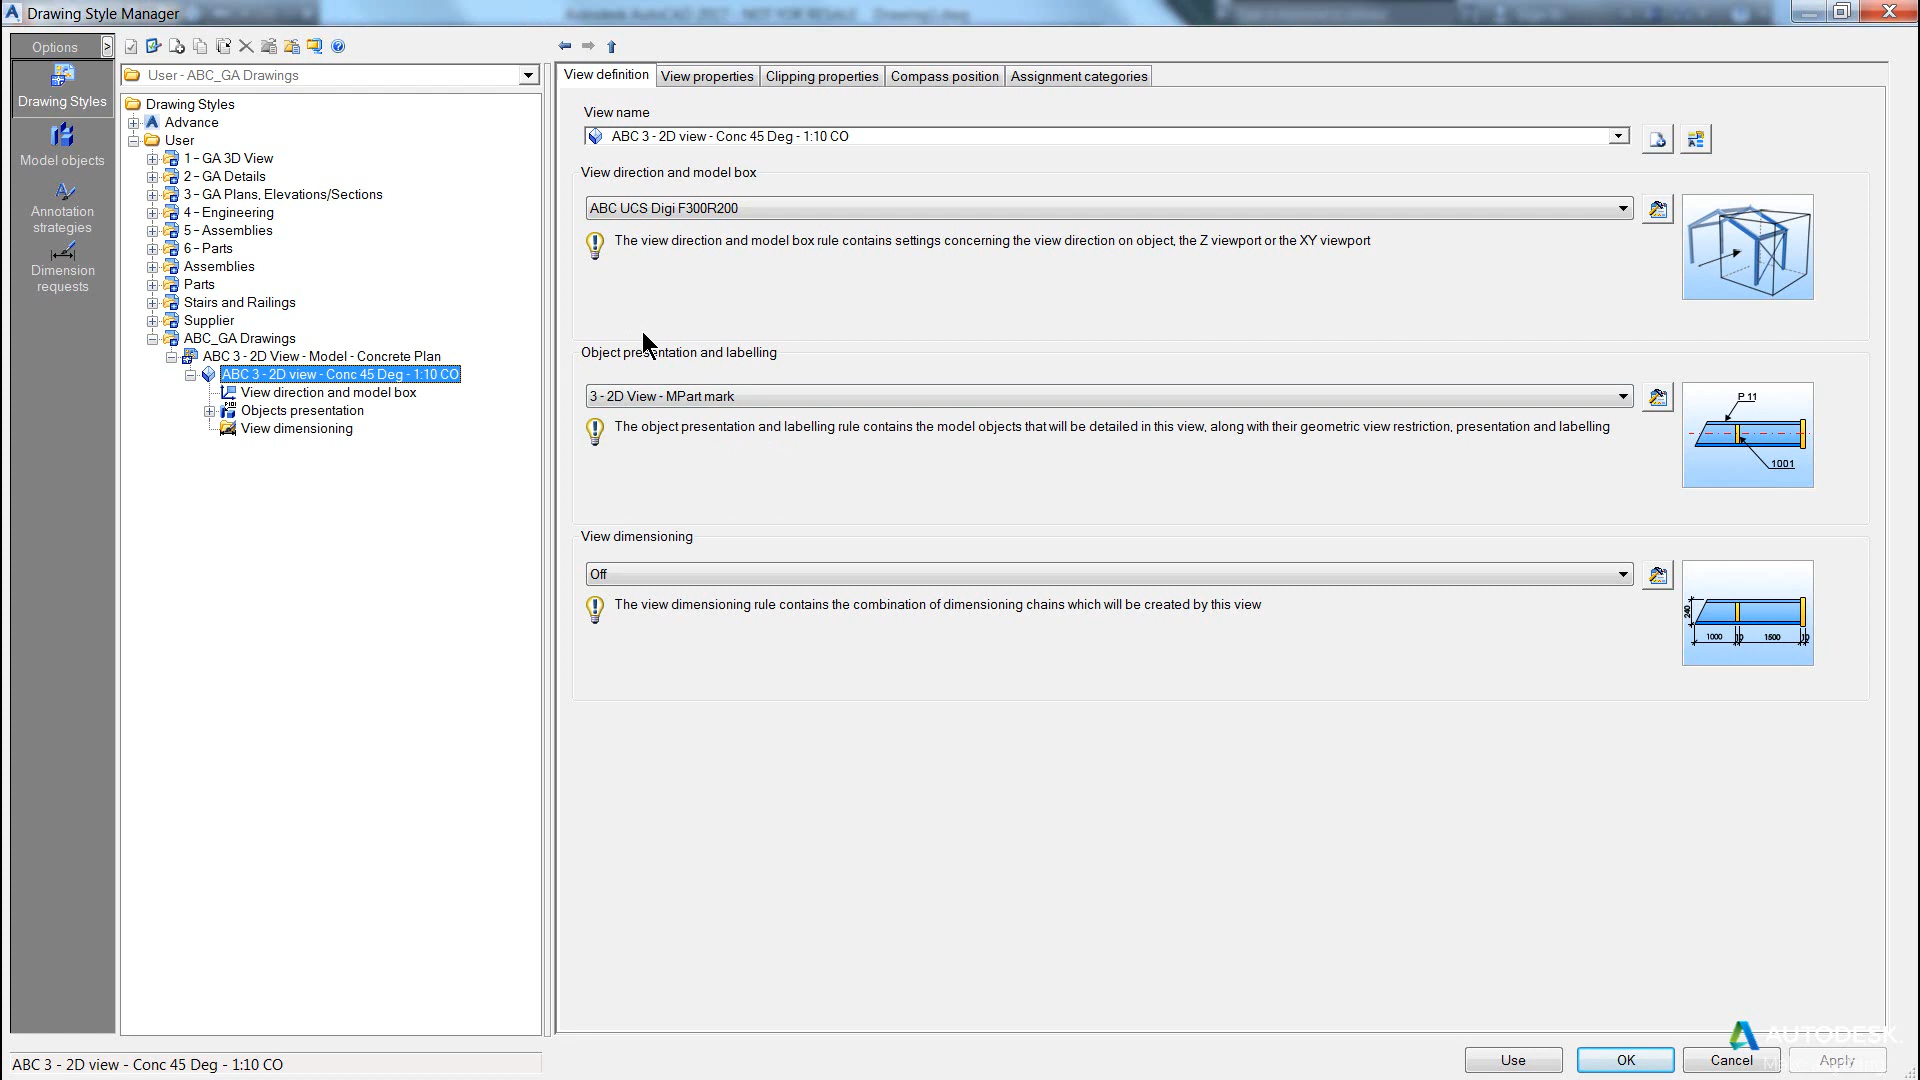 Drawing Style Manager
Options
>
Drawing Styles
Model objects
Annotation
strategies
Dimension
requests
User - ABC_GA Drawings
Drawing Styles
Advance
User
1 - GA 3D View
2 - GA Details
3 - GA Plans, Elevations/Sections
4 - Engineering
5 - Assemblies
6 - Parts
Assemblies
Parts
Stairs and Railings
Supplier
ABC_GA Drawings
ABC 3 - 2D View - Model - Concrete Plan
ABC 3 - 2D view - Conc 45 Deg - 1:10 CO
View direction and model box
Objects presentation
View dimensioning
View definition
View properties
Clipping properties
Compass position
Assignment categories
View name
ABC 3 - 2D view - Conc 45 Deg - 1:10 CO
View direction and model box
ABC UCS Digi F300R200
The view direction and model box rule contains settings concerning the view direction on object, the Z viewport or the XY viewport
Object presentation and labelling
3 - 2D View - MPart mark
The object presentation and labelling rule contains the model objects that will be detailed in this view, along with their geometric view restriction, presentation and labelling
P 11
1001
View dimensioning
Off
The view dimensioning rule contains the combination of dimensioning chains which will be created by this view
240
1000
1500
AUTODESK
ABC 3 - 2D view - Conc 45 Deg - 1:10 CO
Use
OK
Cancel
Apply